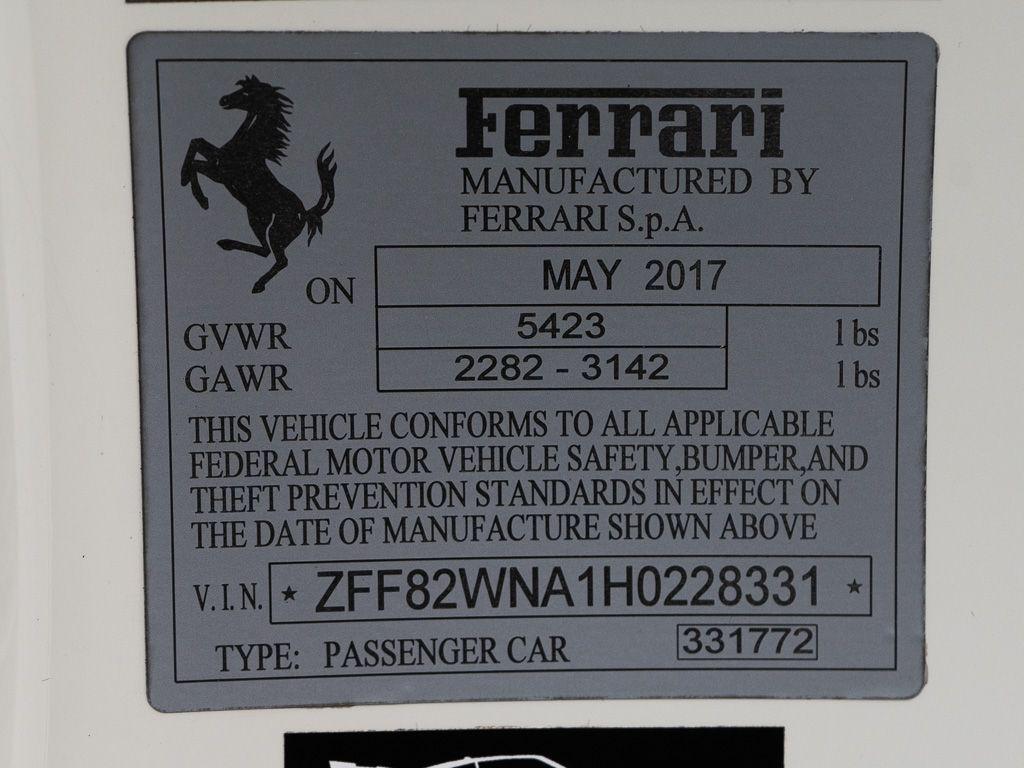 Ferrari
MANUFACTURED BY
FERRARI S.p.A.
ON MAY 2017
GVWR 5423 lbs
GAWR 2282 - 3142 lbs
THIS VEHICLE CONFORMS TO ALL APPLICABLE
FEDERAL MOTOR VEHICLE SAFETY,BUMPER,AND
THEFT PREVENTION STANDARDS IN EFFECT ON
THE DATE OF MANUFACTURE SHOWN ABOVE
V.I.N. * ZFF82WNA1H0228331 *
TYPE: PASSENGER CAR 331772